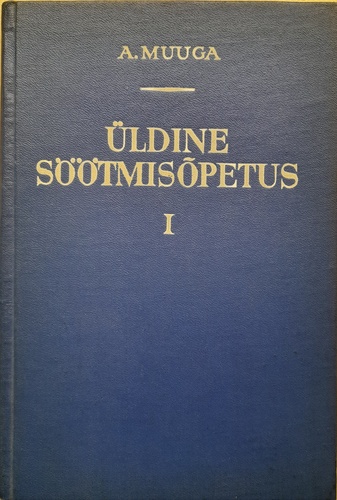 A. MUUGA
ÜLDINE
SÖÖTMISÕPETUS
I